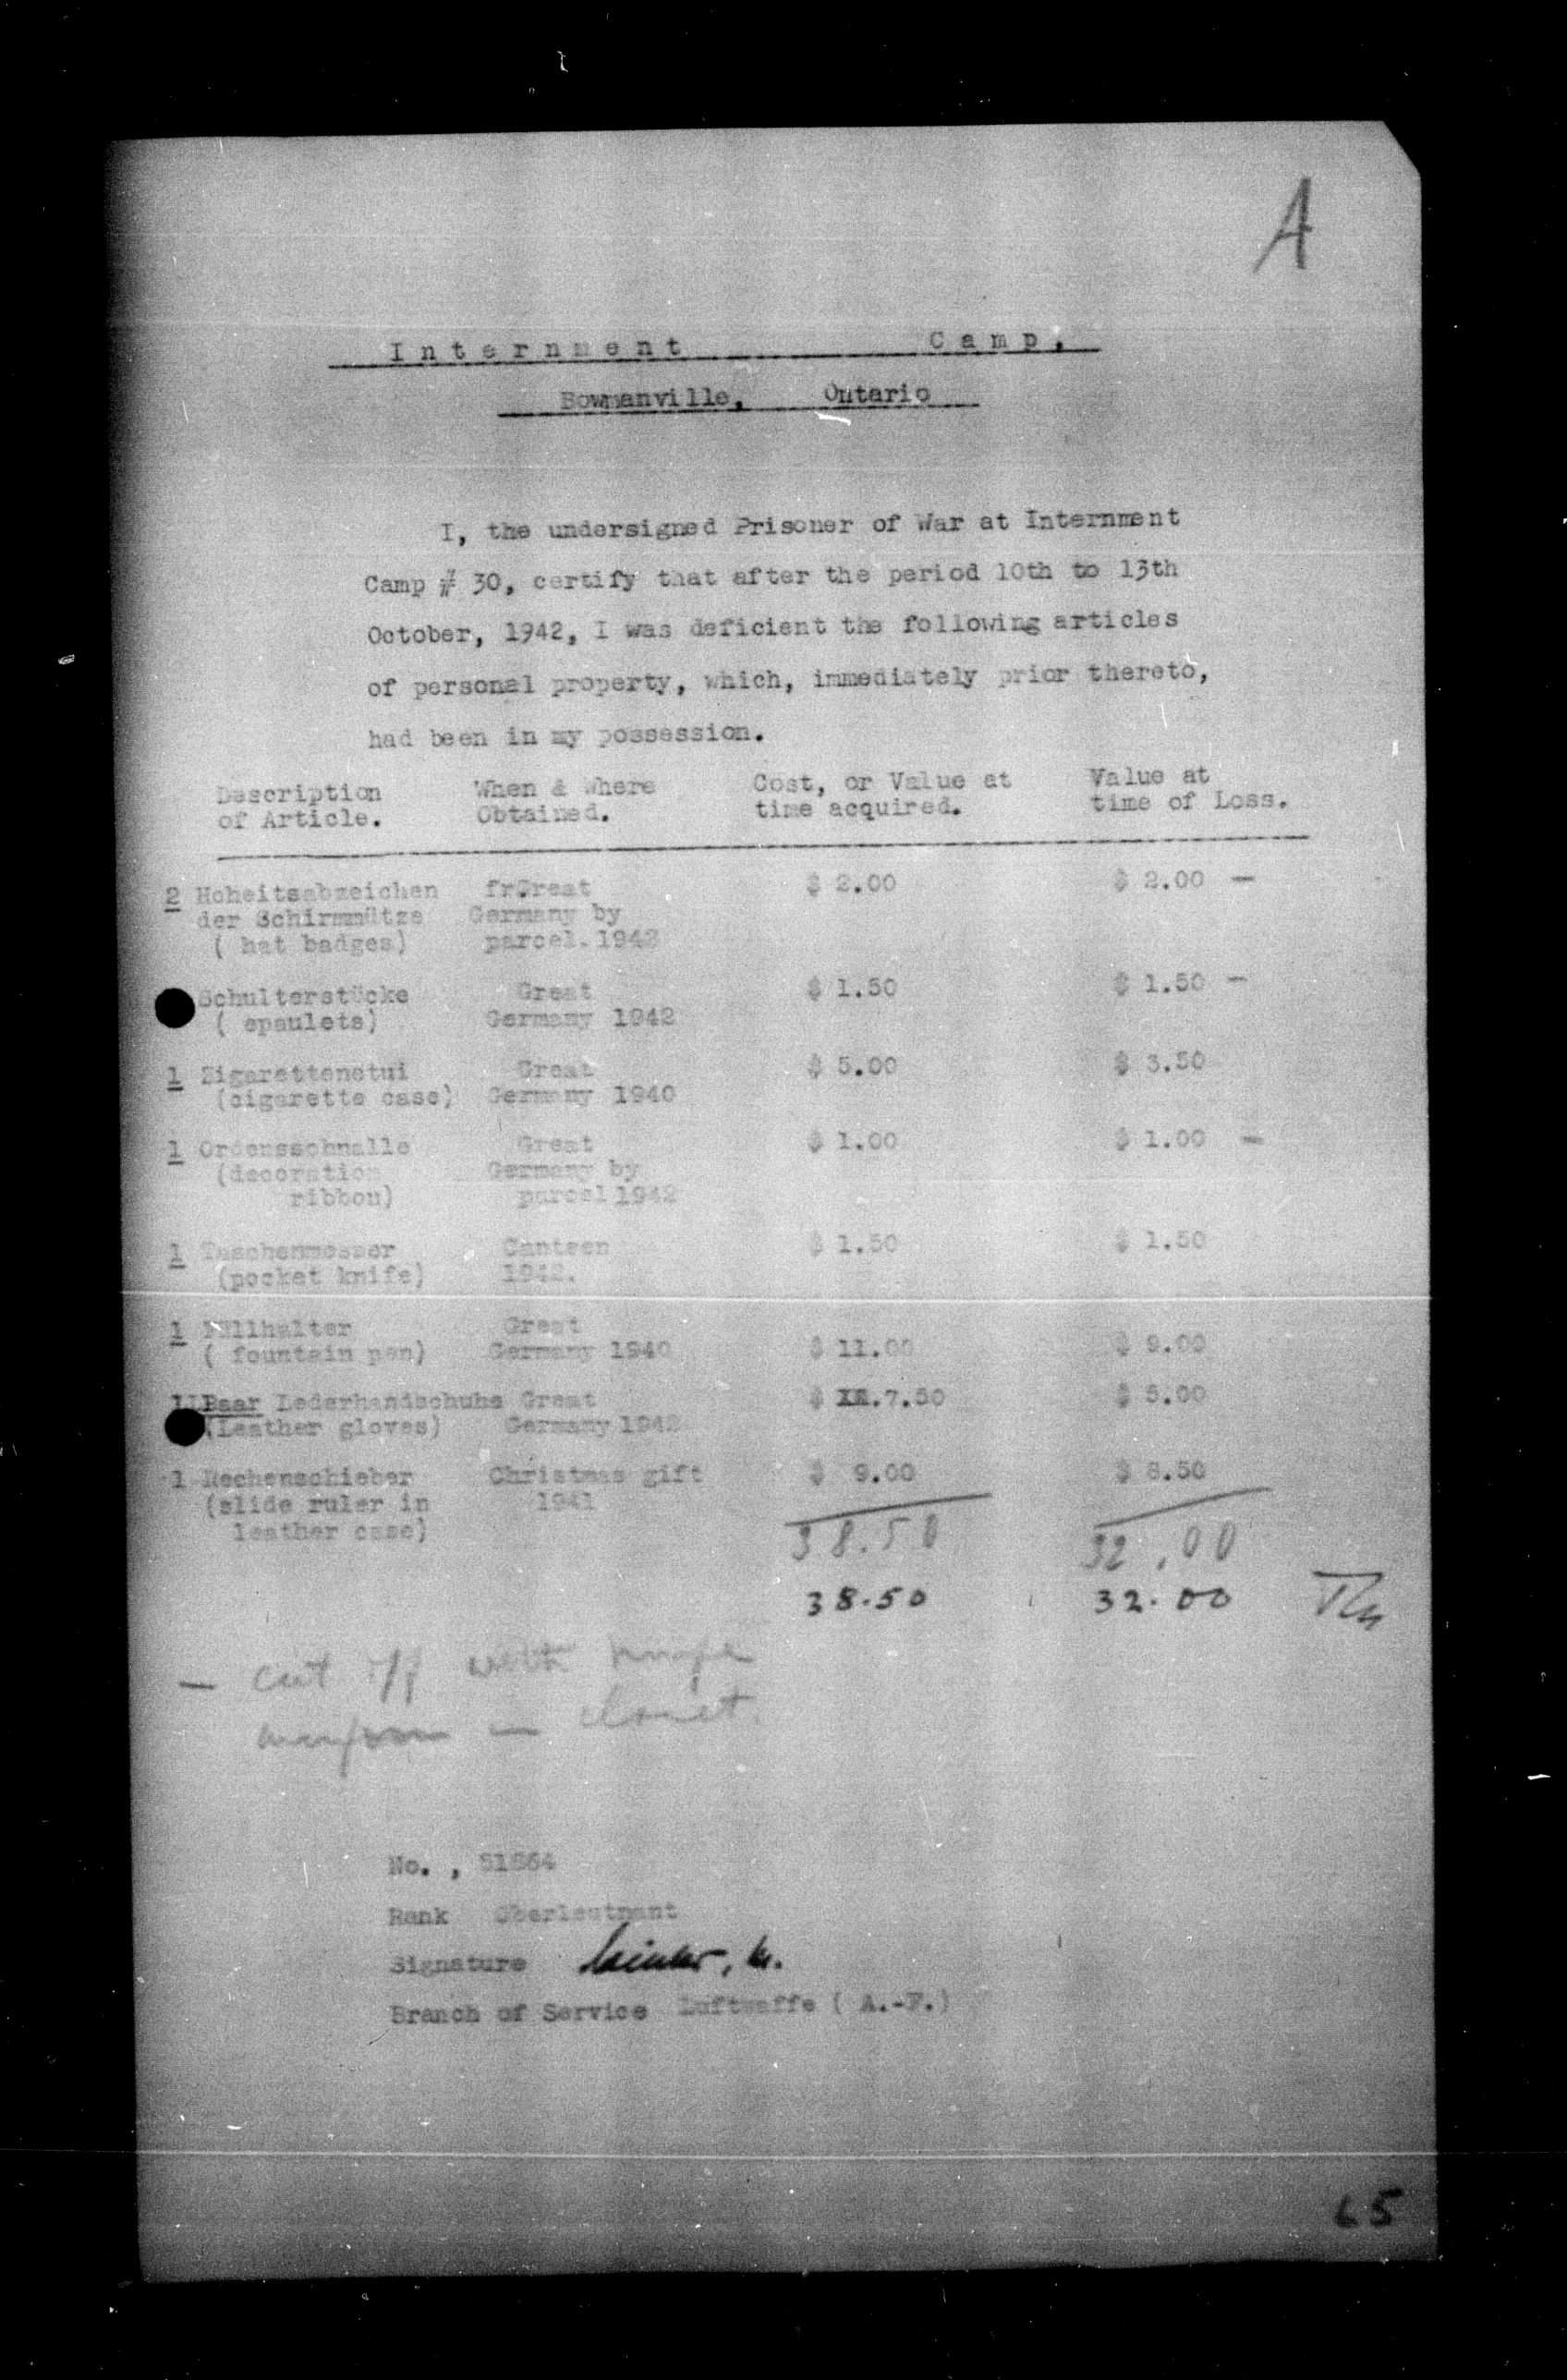 A
Internment Camp.
Bowmanville, Ontario
I, the undersigned Prisoner of War at Internment
Camp # 30, certify that after the period 10th to 13th
October, 1942, I was deficient the following articles
of personal property, which, immediately prior thereto,
had been in my possession.
Description of Article. When & Where Obtained. Cost, or Value at time acquired. Value at time of Loss.
2 Hoheitsabzeichen fr.Great $ 2.00 $ 2.00 —
der Schirmmütze Germany by
( hat badges) parcel.1942
Schulterstücke Great $ 1.50 $ 1.50 —
( epaulets) Germany 1942
1 Zigarettenetui Great $ 5.00 $ 3.50
(cigarette case) Germany 1940
1 Ordensschnalle Great $ 1.00 $ 1.00 —
(decoration Germany by
ribbon) parcel 1942
1 Taschenmesser Canteen $ 1.50 $ 1.50
(pocket knife) 1942.
1 Füllhalter Great
( fountain pen) Germany 1940 $ 11.00 $ 9.00
1 Paar Lederhandschuhe Great $ 7.50 $ 5.00
(Leather gloves) Germany 1942
1 Rechenschieber Christmas gift $ 9.00 $ 8.50
(slide ruler in 1941
leather case)
38.50 32.00
38.50 32.00
— cut off with knife
closet.
No. , 51864
Rank Oberleutnant
Signature
Branch of Service Luftwaffe ( A.-F.)
65